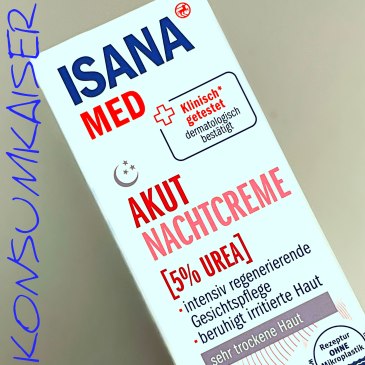 KONSUMKAISER
ISANA
MED
Klinisch*
getestet
dermatologisch
bestätigt
AKUT
NACHTCREME
[5% UREA]
• intensiv regenerierende
Gesichtspflege
• beruhigt irritierte Haut
sehr trockene Haut
Rezeptur
OHNE
Mikroplastik